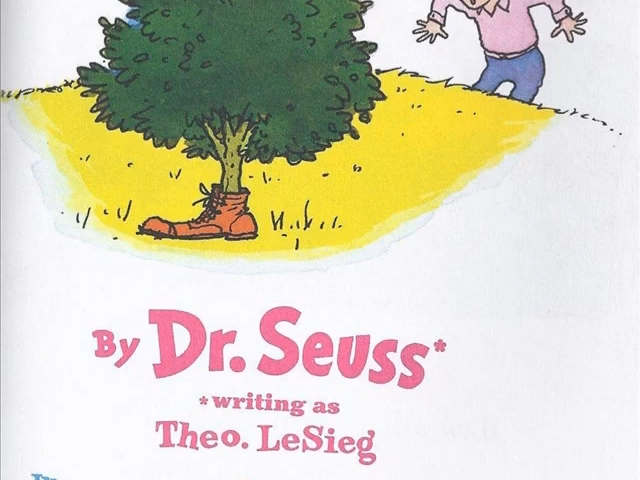 By Dr. Seuss*
*writing as
Theo. LeSieg